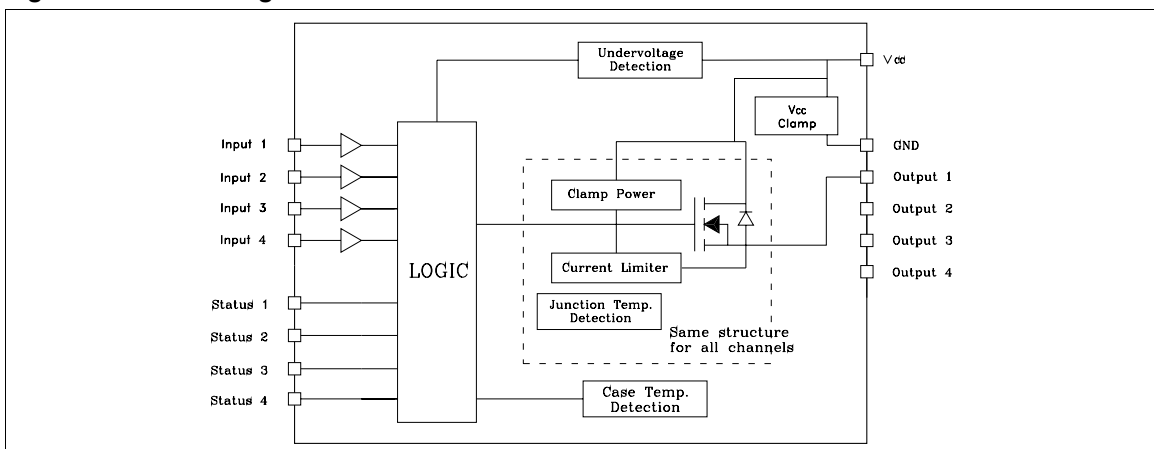 Undervoltage
Detection
Vcc
Vcc
Clamp
Input 1
GND
Input 2
Output 1
Clamp Power
Input 3
Output 2
Input 4
Output 3
LOGIC
Current Limiter
Output 4
Status 1
Junction Temp.
Detection
Same structure
for all channels
Status 2
Status 3
Status 4
Case Temp.
Detection